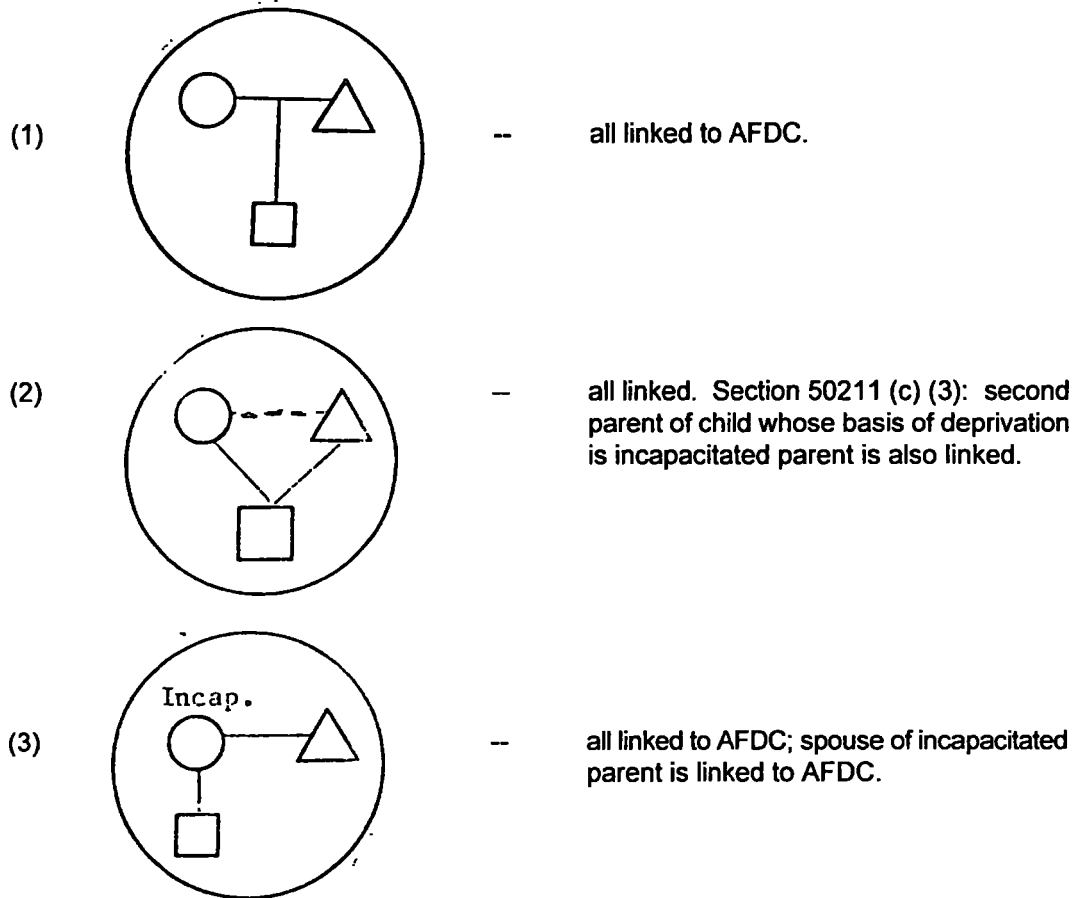 (1) -- all linked to AFDC.
(2) -- all linked. Section 50211 (c) (3): second
parent of child whose basis of deprivation
is incapacitated parent is also linked.
Incap.
(3) -- all linked to AFDC; spouse of incapacitated
parent is linked to AFDC.